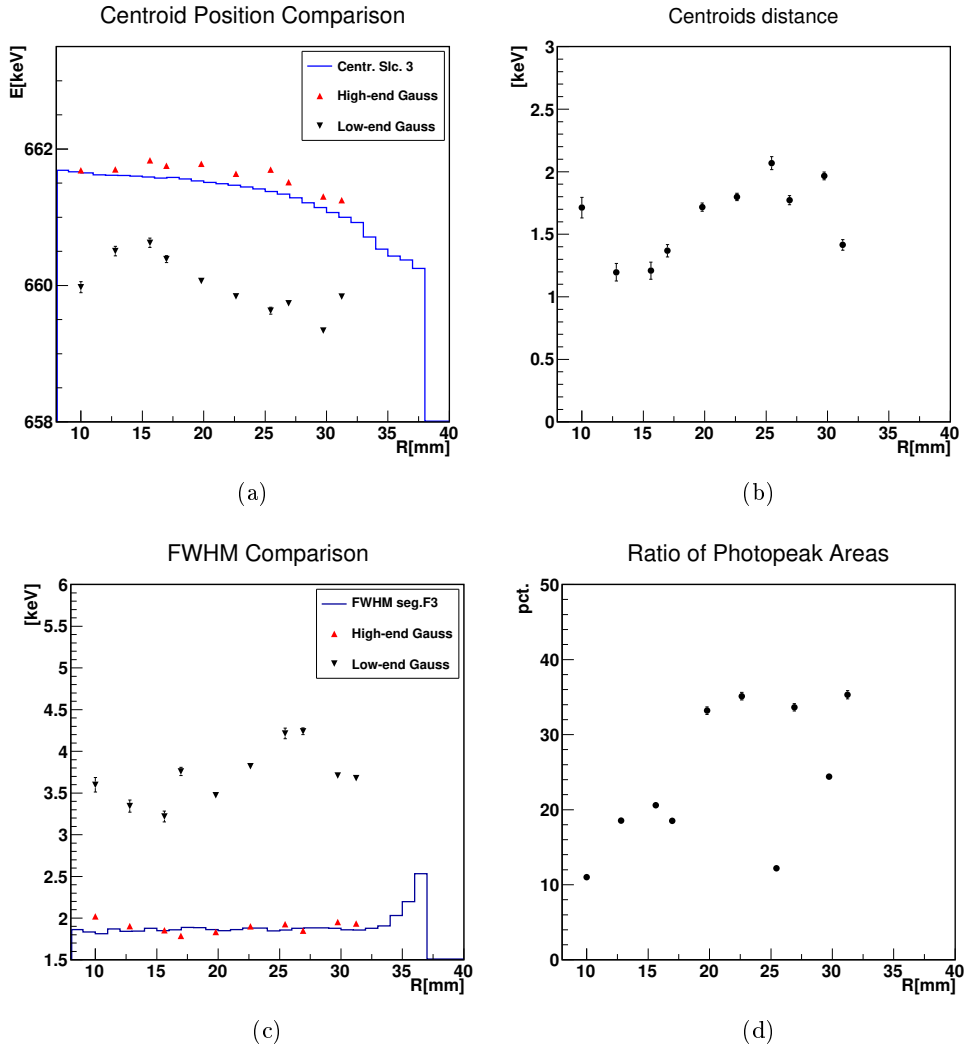 Centroid Position Comparison
E[keV]
Centr. Slc. 3
High-end Gauss
Low-end Gauss
662
660
658
10 15 20 25 30 35 40
R[mm]
(a)
Centroids distance
[keV]
3
2.5
2
1.5
1
0.5
0
10 15 20 25 30 35 40
R[mm]
(b)
FWHM Comparison
[keV]
FWHM seg.F3
High-end Gauss
Low-end Gauss
6
5.5
5
4.5
4
3.5
3
2.5
2
1.5
10 15 20 25 30 35 40
R[mm]
(c)
Ratio of Photopeak Areas
pct.
50
40
30
20
10
0
10 15 20 25 30 35 40
R[mm]
(d)